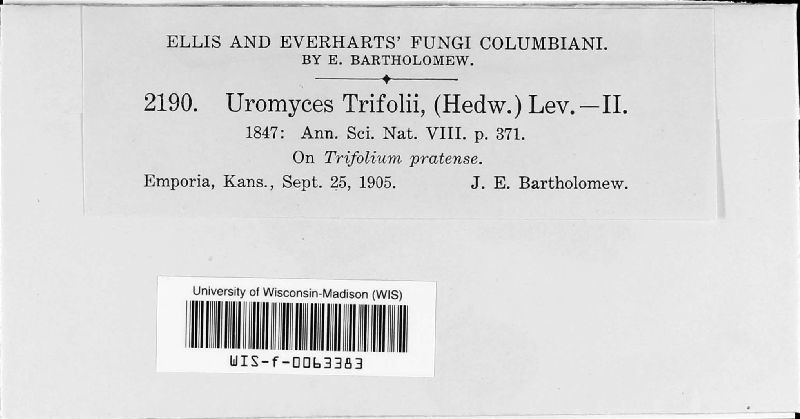 ELLIS AND EVERHARTS' FUNGI COLUMBIANI.
BY E. BARTHOLOMEW.
2190. Uromyces Trifolii, (Hedw.) Lev.—II.
1847: Ann. Sci. Nat. VIII. p. 371.
On Trifolium pratense.
Emporia, Kans., Sept. 25, 1905. J. E. Bartholomew.
University of Wisconsin-Madison (WIS)
WIS-f-0063383